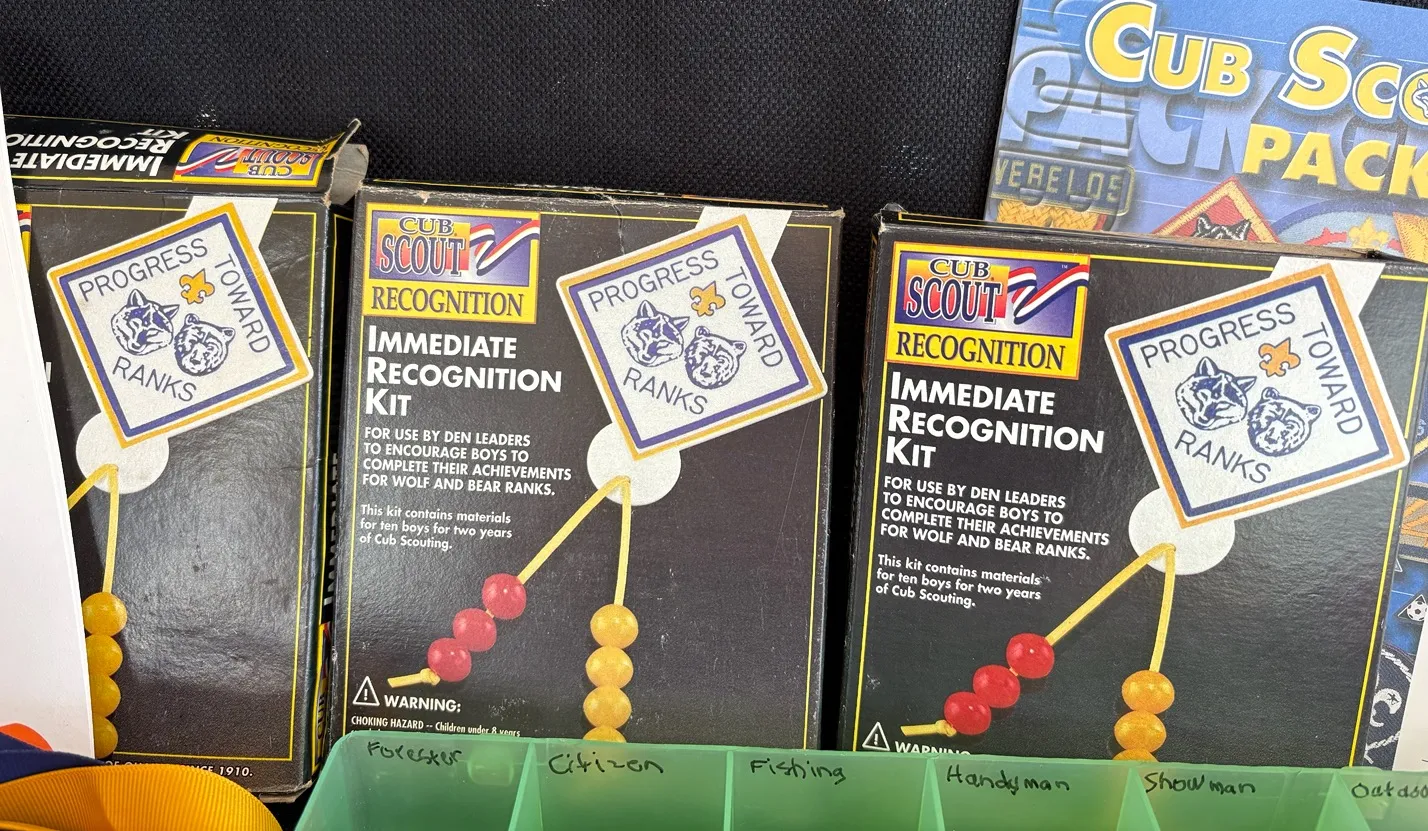 IMMEDIATE
RECOGNITION
KIT
CUB
SCOUT
RECOGNITION
PROGRESS
TOWARD
RANKS
SINCE 1910.
CUB
SCOUT
RECOGNITION
IMMEDIATE
RECOGNITION
KIT
FOR USE BY DEN LEADERS
TO ENCOURAGE BOYS TO
COMPLETE THEIR ACHIEVEMENTS
FOR WOLF AND BEAR RANKS.
This kit contains materials
for ten boys for two years
of Cub Scouting.
PROGRESS
TOWARD
RANKS
WARNING:
CHOKING HAZARD -- Children under 8 years
CUB
SCOUT
RECOGNITION
IMMEDIATE
RECOGNITION
KIT
FOR USE BY DEN LEADERS
TO ENCOURAGE BOYS TO
COMPLETE THEIR ACHIEVEMENTS
FOR WOLF AND BEAR RANKS.
This kit contains materials
for ten boys for two years
of Cub Scouting.
PROGRESS
TOWARD
RANKS
WARNING
CUB
PACK
WEBELOS
Forester
Citizen
Fishing
Handyman
Showman